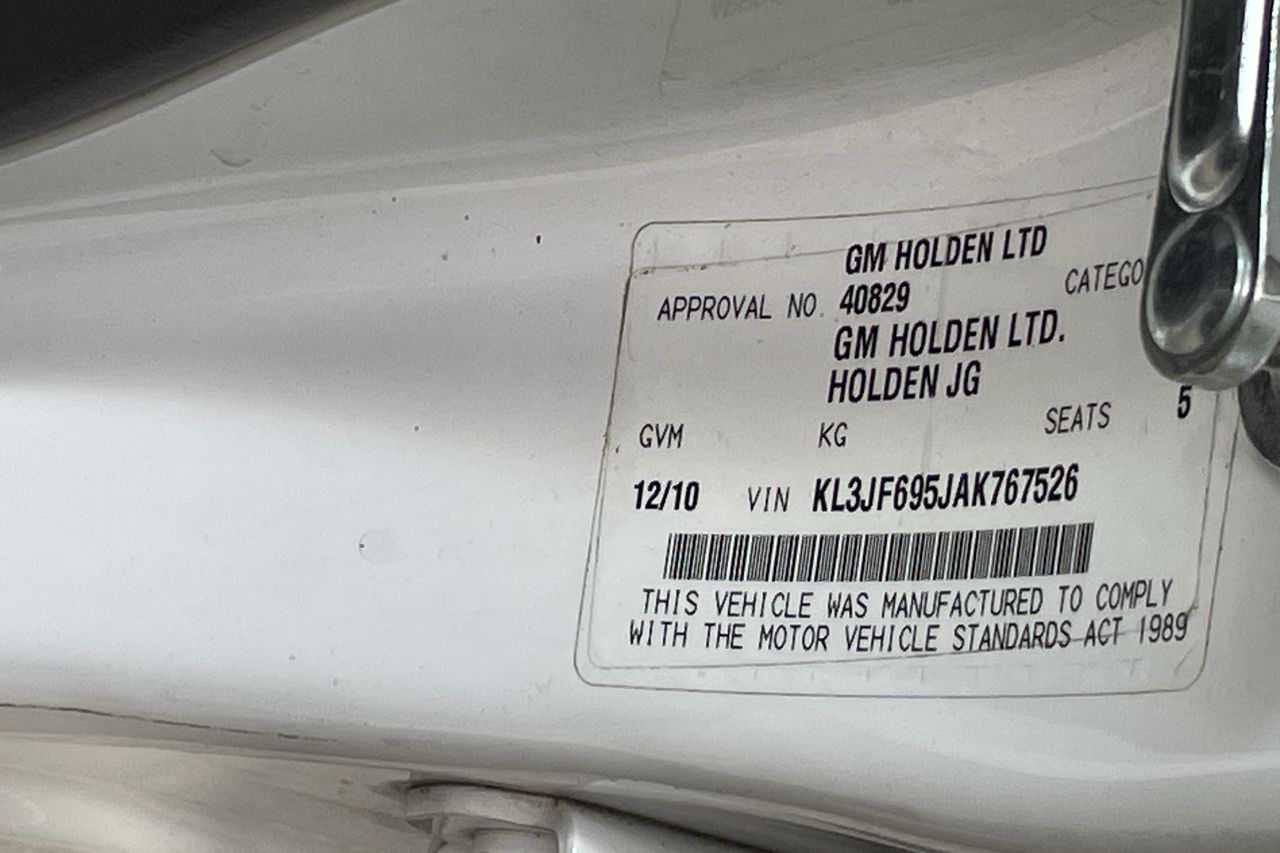 GM HOLDEN LTD
APPROVAL NO. 40829 CATEGO
GM HOLDEN LTD.
HOLDEN JG
GVM KG SEATS 5
12/10 VIN KL3JF695JAK767526
THIS VEHICLE WAS MANUFACTURED TO COMPLY
WITH THE MOTOR VEHICLE STANDARDS ACT 1989